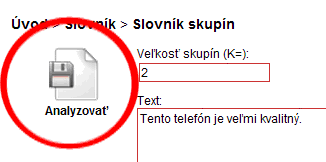 Úvod > Slovník > Slovník skupín
Veľkosť skupín (K=):
2
Analyzovať
Text:
Tento telefón je veľmi kvalitný.